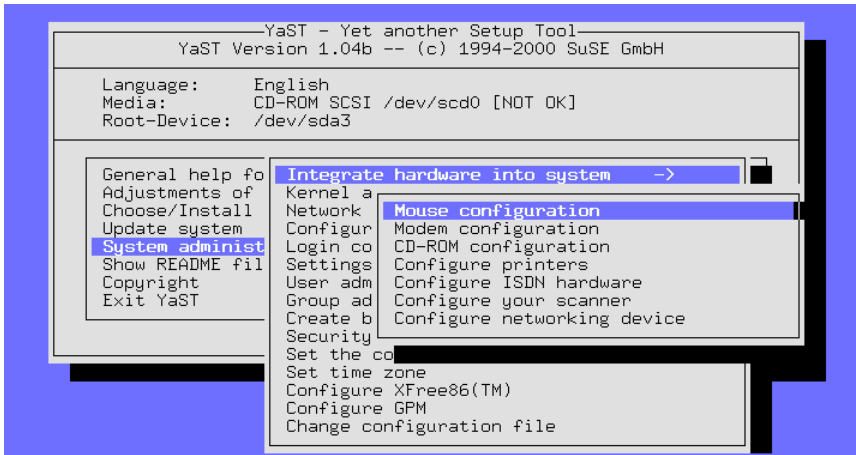 YaST - Yet another Setup Tool
YaST Version 1.04b -- (c) 1994-2000 SuSE GmbH
Language: English
Media: CD-ROM SCSI /dev/scd0 [NOT OK]
Root-Device: /dev/sda3
General help fo
Adjustments of
Choose/Install
Update system
System administ
Show README fil
Copyright
Exit YaST
Integrate hardware into system ->
Kernel a
Network
Configur
Login co
Settings
User adm
Group ad
Create b
Security
Set the co
Set time zone
Configure XFree86(TM)
Configure GPM
Change configuration file
Mouse configuration
Modem configuration
CD-ROM configuration
Configure printers
Configure ISDN hardware
Configure your scanner
Configure networking device